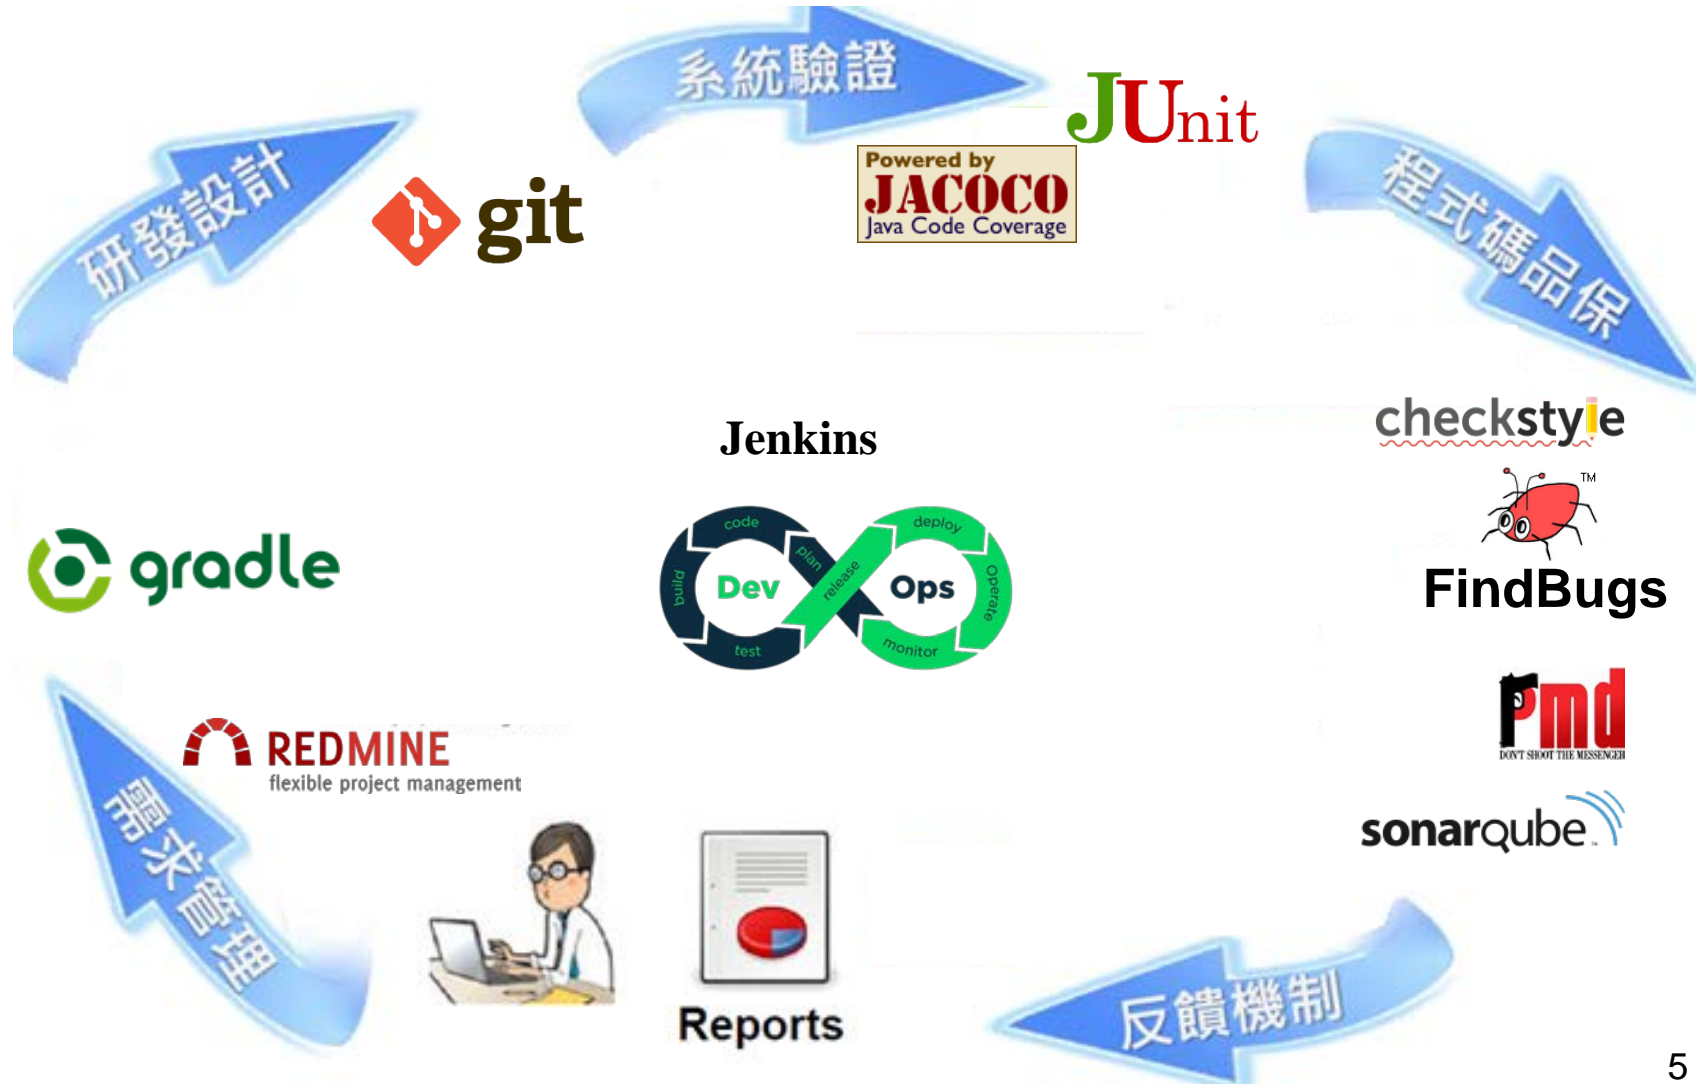 系統驗證
JUnit
Powered by
JACOCO
Java Code Coverage
研發設計
git
程式碼品保
checkstyle
Jenkins
TM
FindBugs
gradle
code
plan
build
Dev
test
release
deploy
Ops
Operate
monitor
pmd
DON'T SHOOT THE MESSENGER
REDMINE
flexible project management
需求管理
sonarqube
Reports
反饋機制
5